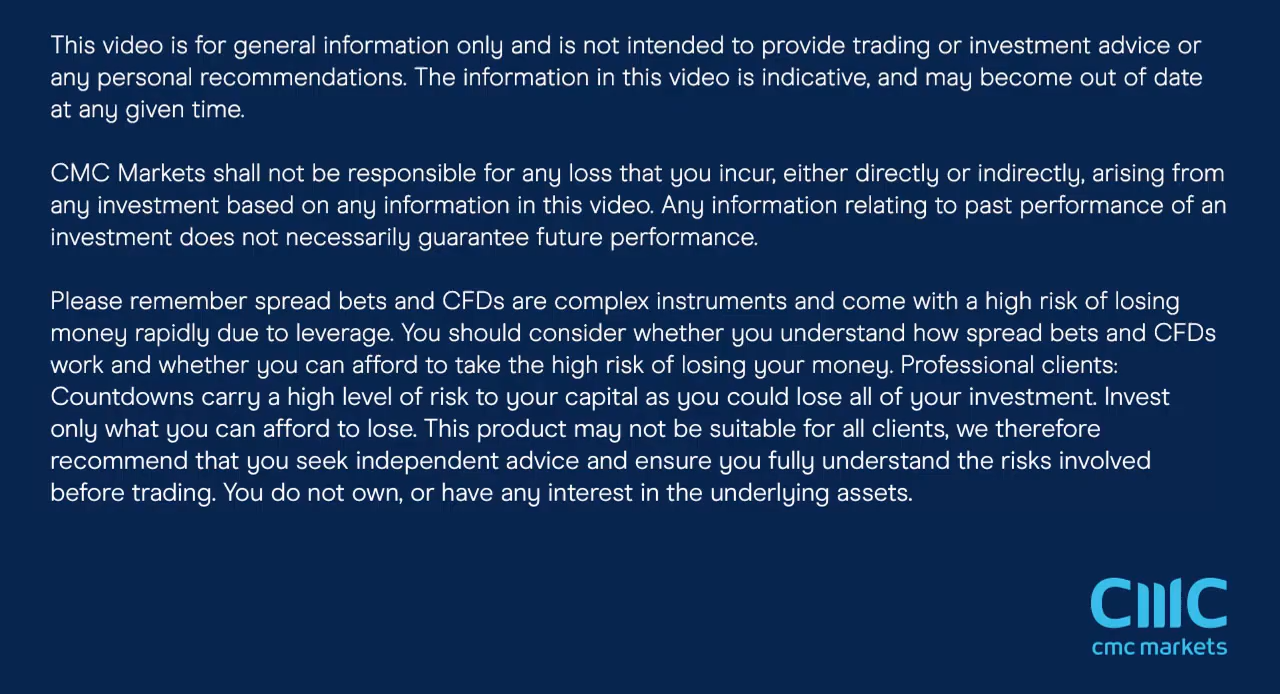 This video is for general information only and is not intended to provide trading or investment advice or
any personal recommendations. The information in this video is indicative, and may become out of date
at any given time.
CMC Markets shall not be responsible for any loss that you incur, either directly or indirectly, arising from
any investment based on any information in this video. Any information relating to past performance of an
investment does not necessarily guarantee future performance.
Please remember spread bets and CFDs are complex instruments and come with a high risk of losing
money rapidly due to leverage. You should consider whether you understand how spread bets and CFDs
work and whether you can afford to take the high risk of losing your money. Professional clients:
Countdowns carry a high level of risk to your capital as you could lose all of your investment. Invest
only what you can afford to lose. This product may not be suitable for all clients, we therefore
recommend that you seek independent advice and ensure you fully understand the risks involved
before trading. You do not own, or have any interest in the underlying assets.
CMC
cmc markets